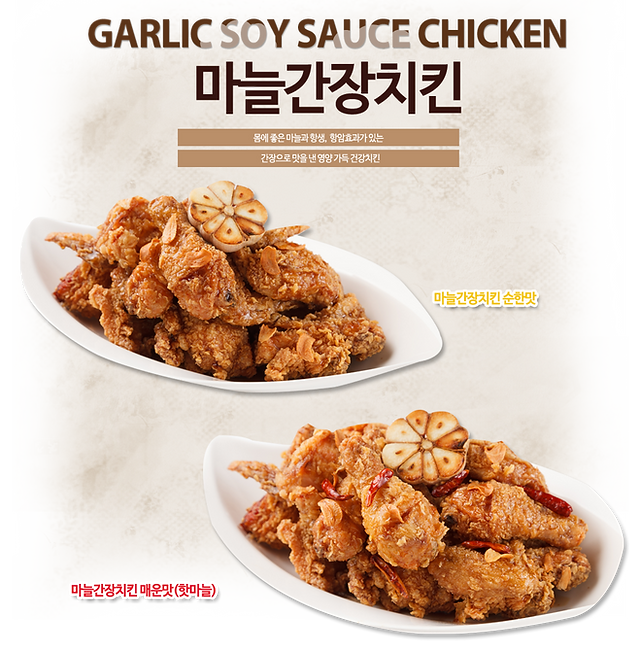 GARLIC SOY SAUCE CHICKEN
마늘간장치킨
몸에 좋은 마늘과 항생, 항암효과가 있는
간장으로 맛을 낸 영양 가득 건강치킨
마늘간장치킨 순한맛
마늘간장치킨 매운맛(핫마늘)